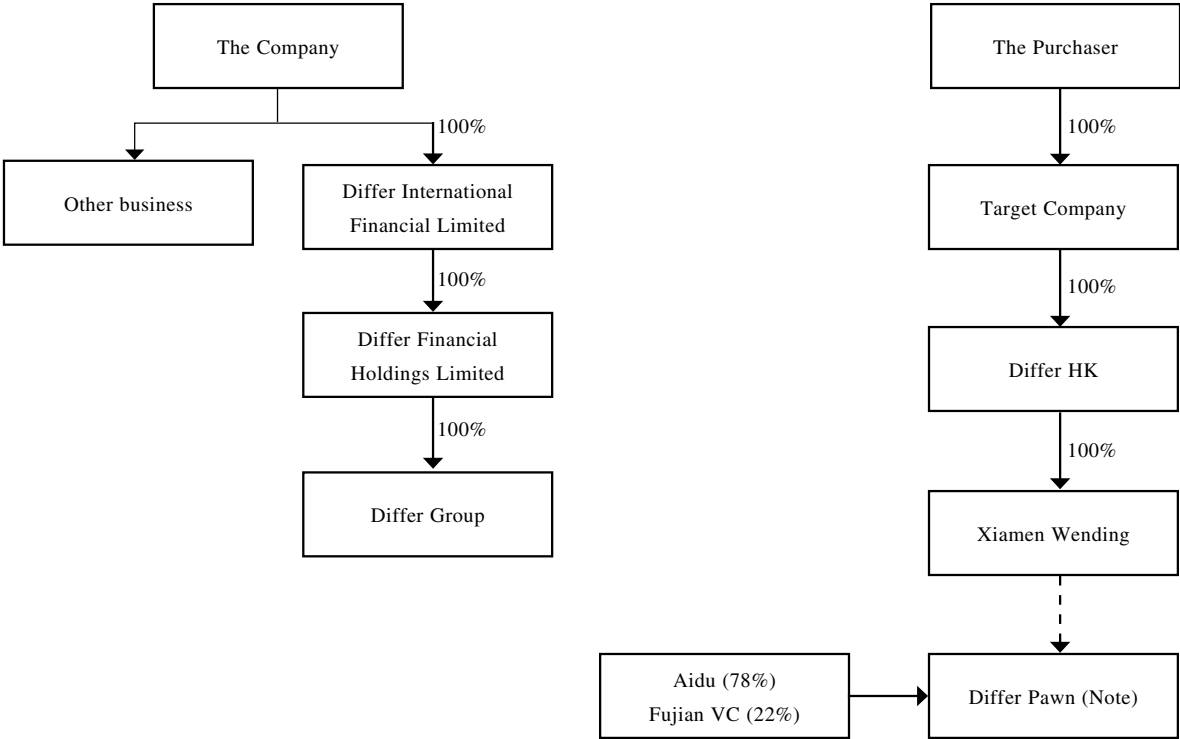 The Company
The Purchaser
100%
100%
Other business
Differ International
Financial Limited
Target Company
100%
100%
Differ Financial
Holdings Limited
Differ HK
100%
100%
Differ Group
Xiamen Wending
Aidu (78%)
Fujian VC (22%)
Differ Pawn (Note)